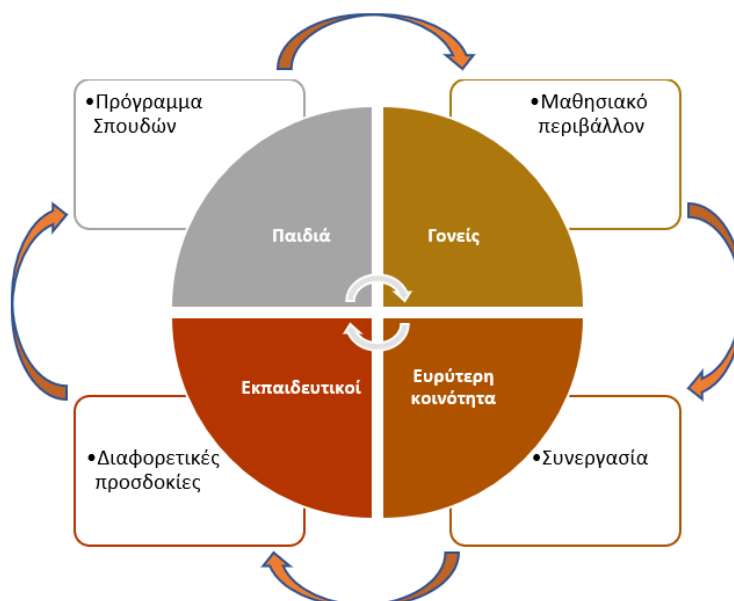 •Πρόγραμμα
Σπουδών
•Μαθησιακό
περιβάλλον
Παιδιά
Γονείς
Εκπαιδευτικοί
Ευρύτερη
κοινότητα
•Διαφορετικές
προσδοκίες
•Συνεργασία